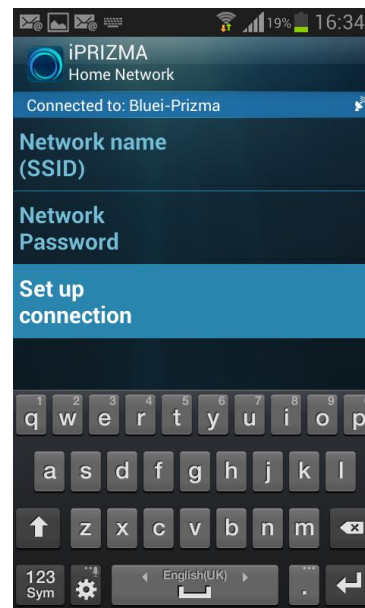 19% 16:34
iPRIZMA
Home Network
Connected to: Bluei-Prizma
Network name
(SSID)
Network
Password
Set up
connection
1 2 3 4 5 6 7 8 9
q w e r t y u i o p
a s d f g h j k l
z x c v b n m
123
Sym
English(UK)
.